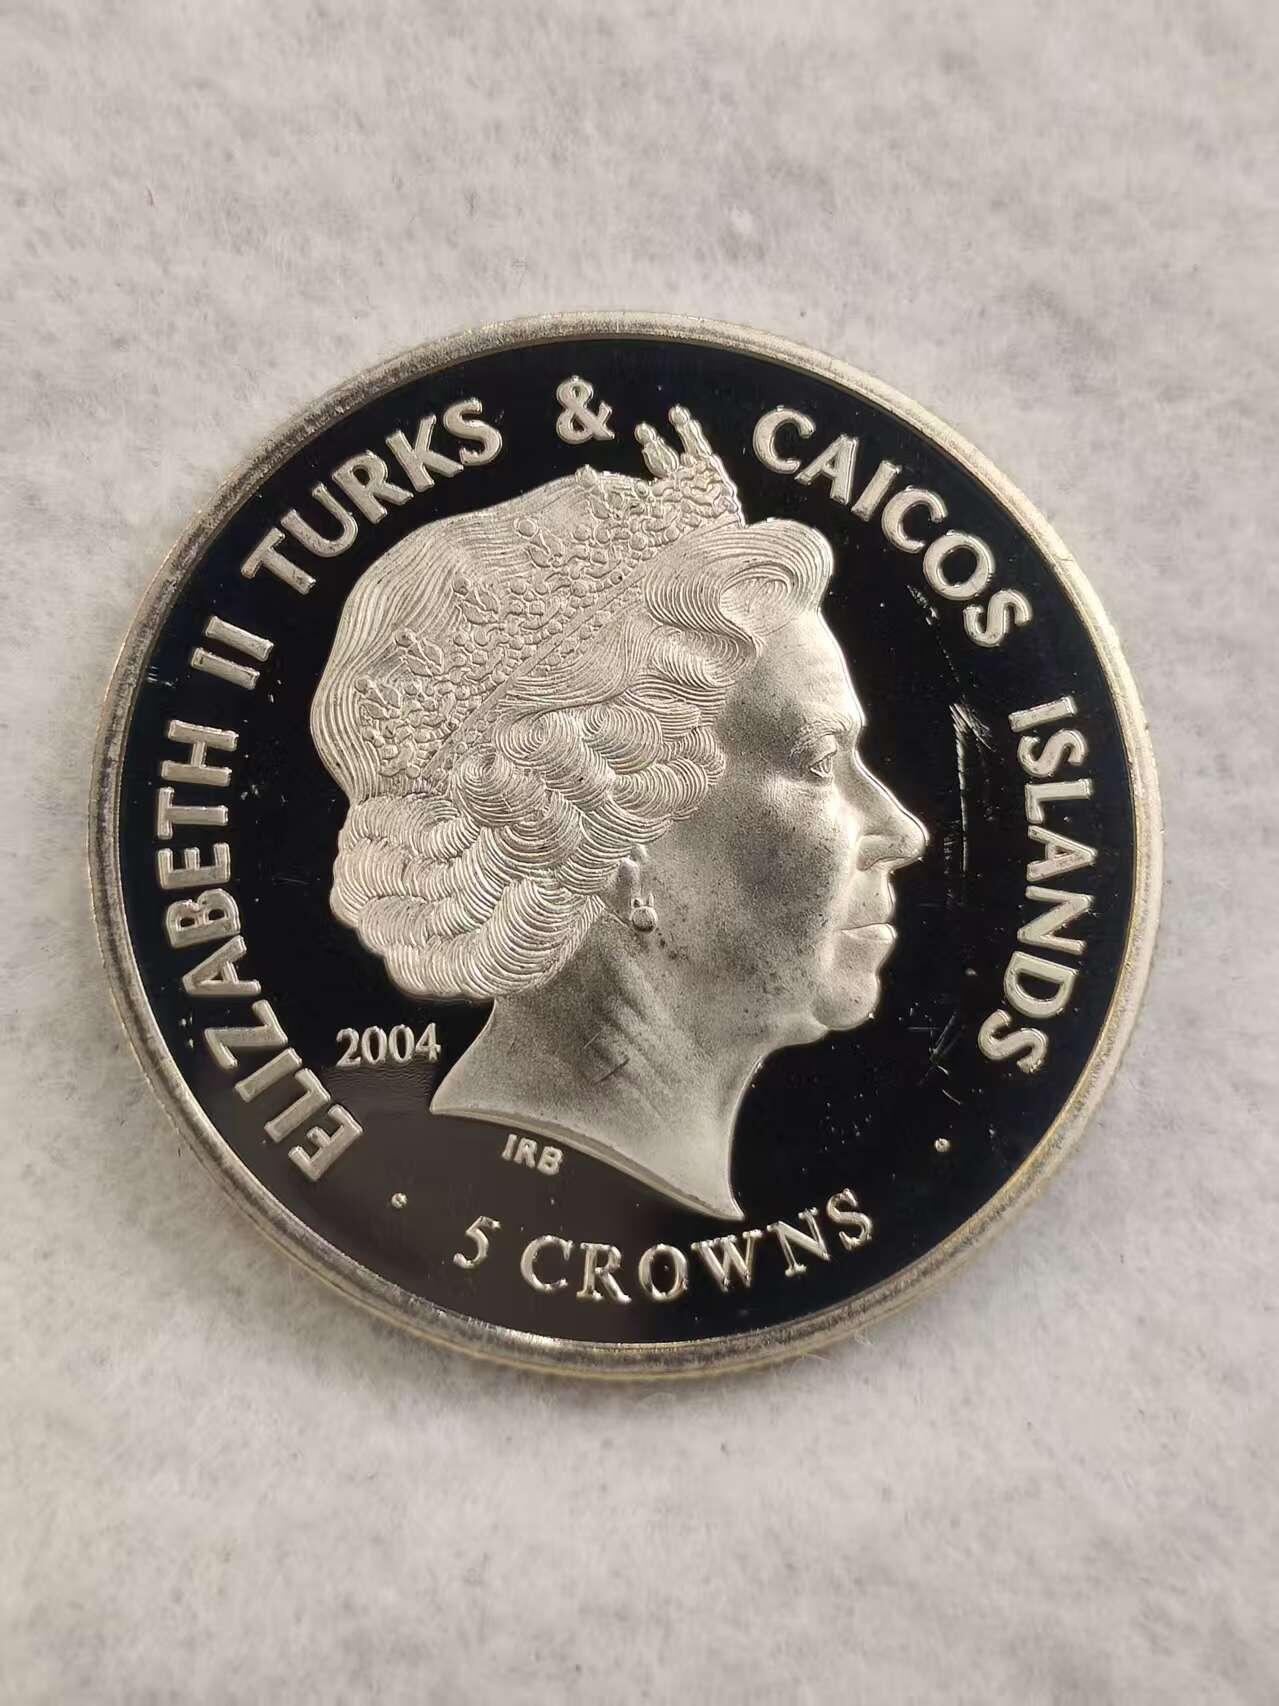 ELIZABETH II TURKS & CAICOS ISLANDS
2004
IRB
· 5 CROWNS ·